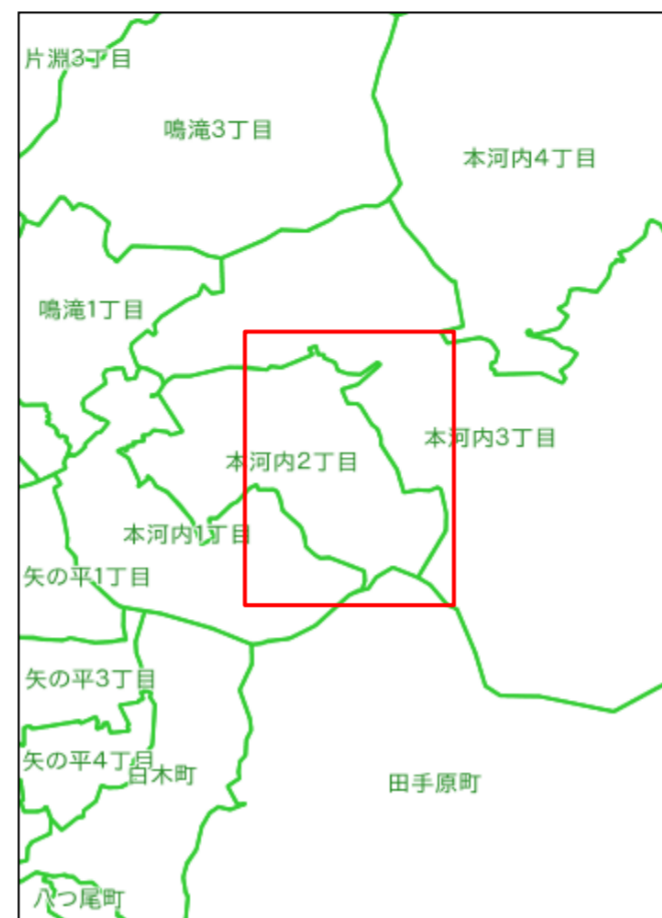 片淵3丁目
鳴滝3丁目
本河内4丁目
鳴滝1丁目
本河内3丁目
本河内2丁目
本河内1丁目
矢の平1丁目
矢の平3丁目
矢の平4丁目
白木町
田手原町
八つ尾町